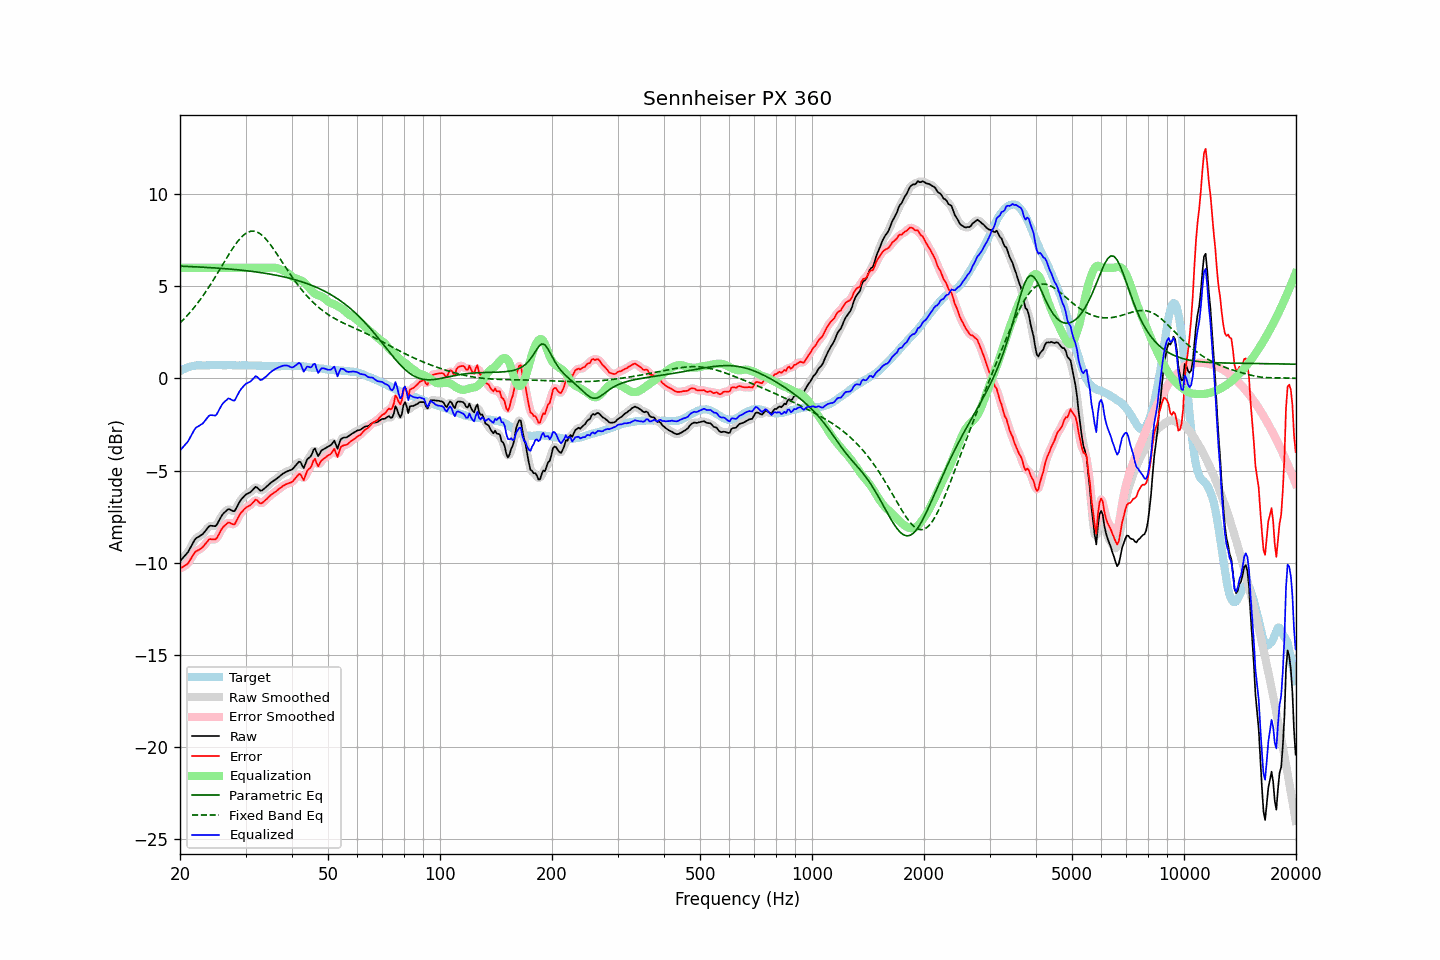 Sennheiser PX 360
Amplitude (dBr)
10
5
0
−5
−10
−15
−20
−25
Target
Raw Smoothed
Error Smoothed
Raw
Error
Equalization
Parametric Eq
Fixed Band Eq
Equalized
20 50 100 200 500 1000 2000 5000 10000 20000
Frequency (Hz)